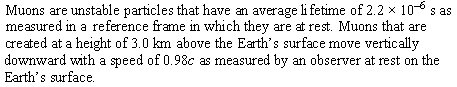 Muons are unstable particles that have an average lifetime of 2.2 × 10⁻⁶ s as
measured in a reference frame in which they are at rest. Muons that are
created at a height of 3.0 km above the Earth's surface move vertically
downward with a speed of 0.98c as measured by an observer at rest on the
Earth's surface.